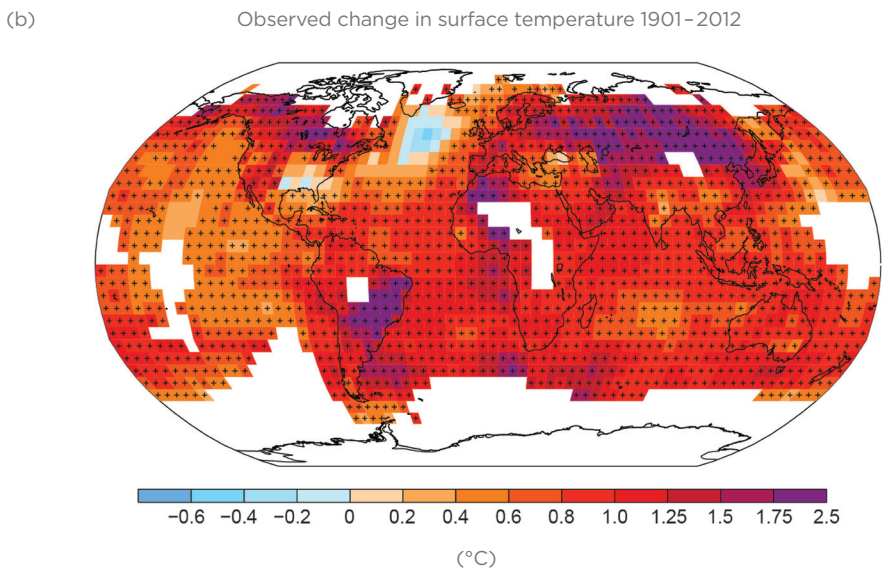 (b) Observed change in surface temperature 1901–2012
−0.6 −0.4 −0.2 0 0.2 0.4 0.6 0.8 1.0 1.25 1.5 1.75 2.5
(°C)